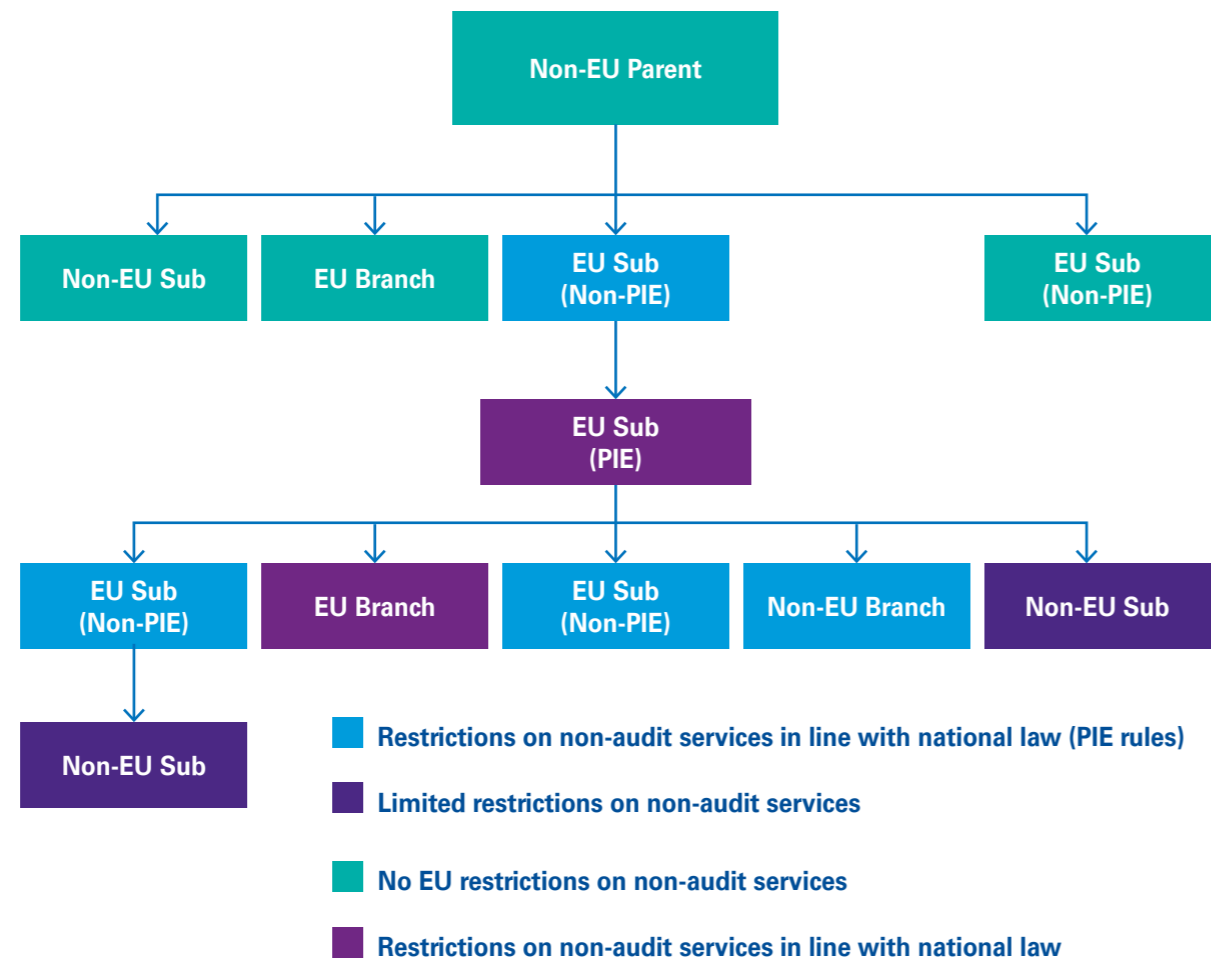 Non-EU Parent
Non-EU Sub
EU Branch
EU Sub
(Non-PIE)
EU Sub
(Non-PIE)
EU Sub
(PIE)
EU Sub
(Non-PIE)
EU Branch
EU Sub
(Non-PIE)
Non-EU Branch
Non-EU Sub
Non-EU Sub
Restrictions on non-audit services in line with national law (PIE rules)
Limited restrictions on non-audit services
No EU restrictions on non-audit services
Restrictions on non-audit services in line with national law